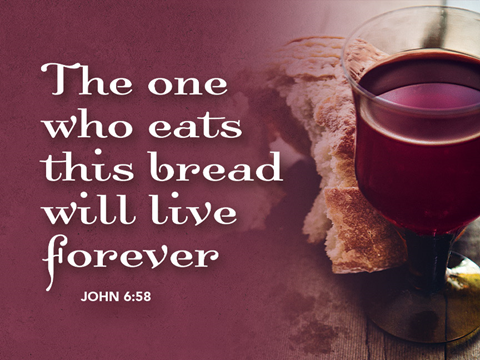 The one
who eats
this bread
will live
forever
JOHN 6:58